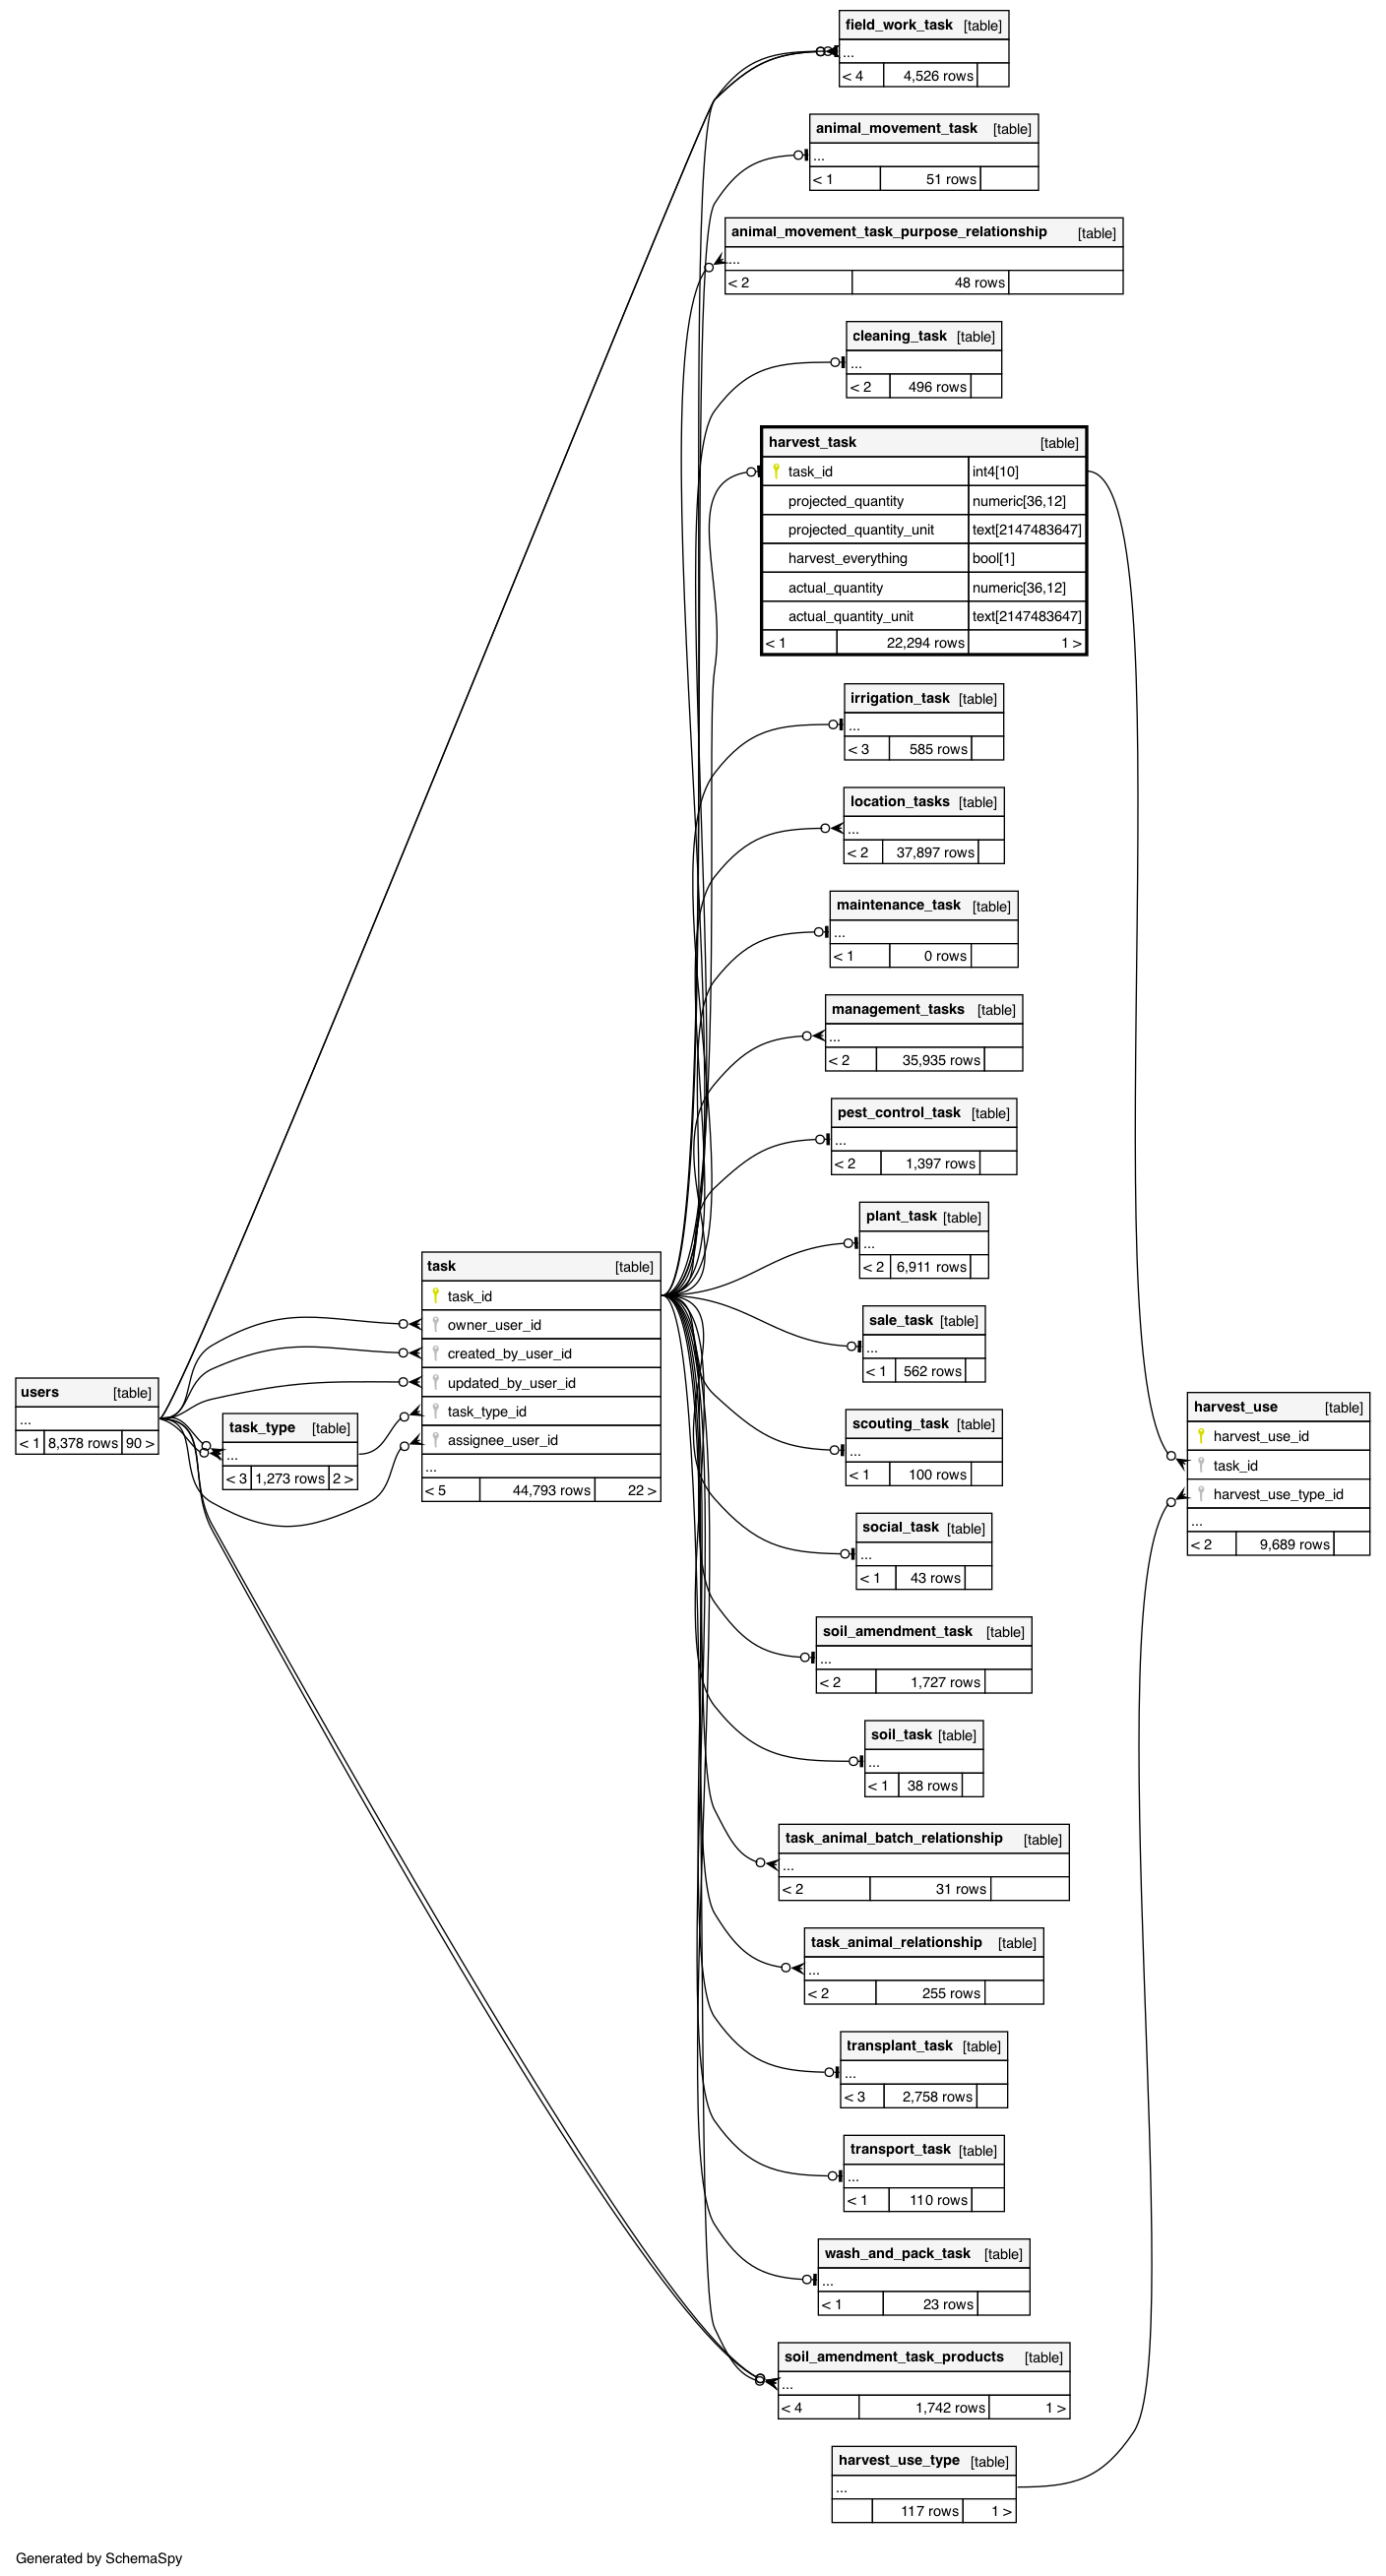 field_work_task [table]
...
< 4 4,526 rows
animal_movement_task [table]
...
< 1 51 rows
animal_movement_task_purpose_relationship [table]
...
< 2 48 rows
cleaning_task [table]
...
< 2 496 rows
harvest_task [table]
task_id int4[10]
projected_quantity numeric[36,12]
projected_quantity_unit text[2147483647]
harvest_everything bool[1]
actual_quantity numeric[36,12]
actual_quantity_unit text[2147483647]
< 1 22,294 rows 1 >
irrigation_task [table]
...
< 3 585 rows
location_tasks [table]
...
< 2 37,897 rows
maintenance_task [table]
...
< 1 0 rows
management_tasks [table]
...
< 2 35,935 rows
pest_control_task [table]
...
< 2 1,397 rows
plant_task [table]
...
< 2 6,911 rows
task [table]
task_id
owner_user_id
created_by_user_id
updated_by_user_id
task_type_id
assignee_user_id
...
< 5 44,793 rows 22 >
sale_task [table]
...
< 1 562 rows
users [table]
...
< 1 8,378 rows 90 >
task_type [table]
...
< 3 1,273 rows 2 >
scouting_task [table]
...
< 1 100 rows
harvest_use [table]
harvest_use_id
task_id
harvest_use_type_id
...
< 2 9,689 rows
social_task [table]
...
< 1 43 rows
soil_amendment_task [table]
...
< 2 1,727 rows
soil_task [table]
...
< 1 38 rows
task_animal_batch_relationship [table]
...
< 2 31 rows
task_animal_relationship [table]
...
< 2 255 rows
transplant_task [table]
...
< 3 2,758 rows
transport_task [table]
...
< 1 110 rows
wash_and_pack_task [table]
...
< 1 23 rows
soil_amendment_task_products [table]
...
< 4 1,742 rows 1 >
harvest_use_type [table]
...
117 rows 1 >
Generated by SchemaSpy